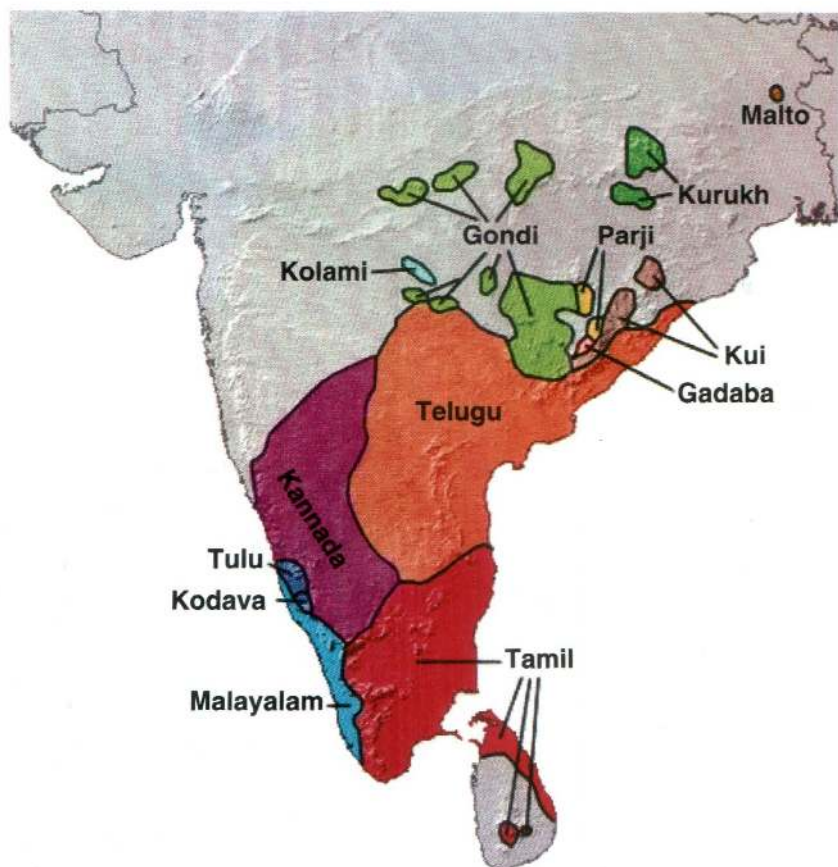 Malto
Kurukh
Gondi
Parji
Kolami
Kui
Gadaba
Telugu
Kannada
Tulu
Kodava
Tamil
Malayalam